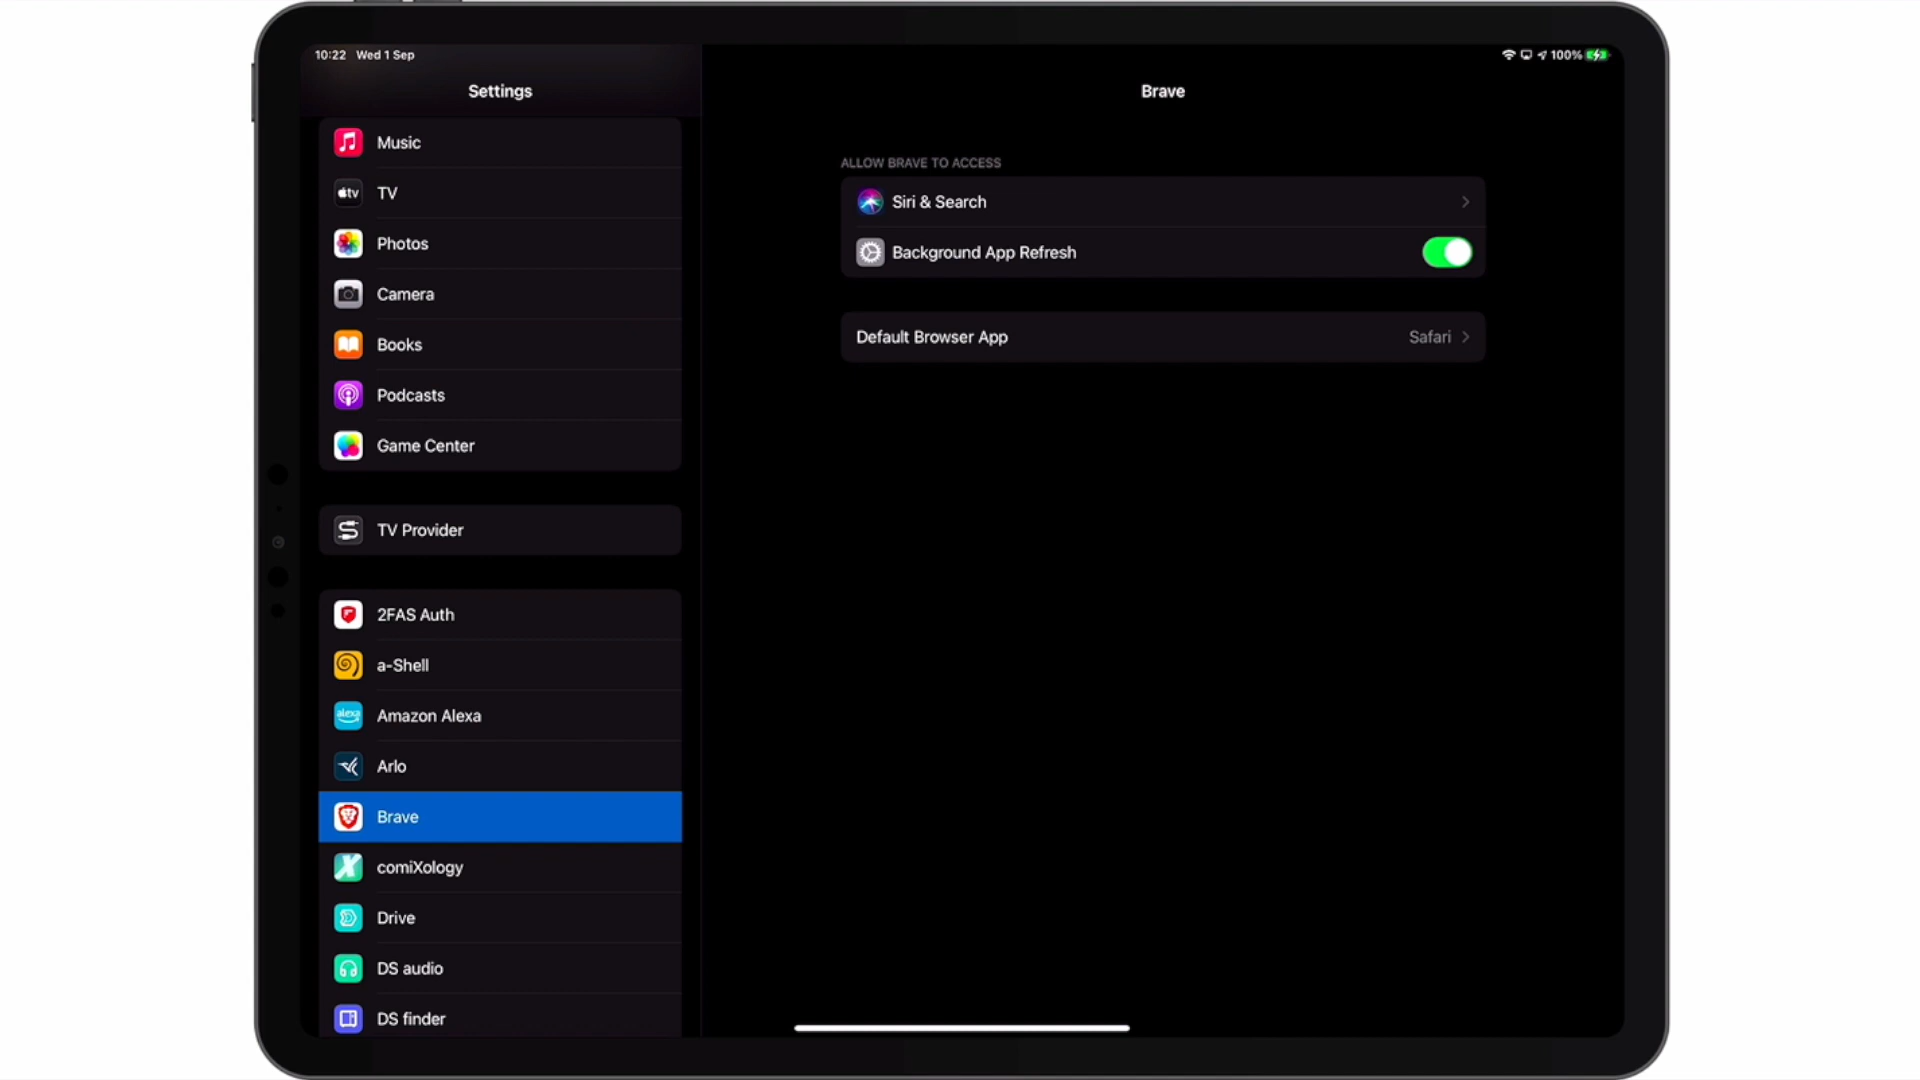 10:22 Wed 1 Sep
100%
Settings
Music
tv
TV
Photos
Camera
Books
Podcasts
Game Center
TV Provider
2FAS Auth
a-Shell
alexa
Amazon Alexa
Arlo
Brave
comiXology
Drive
DS audio
DS finder
Brave
ALLOW BRAVE TO ACCESS
Siri & Search
Background App Refresh
Default Browser App
Safari